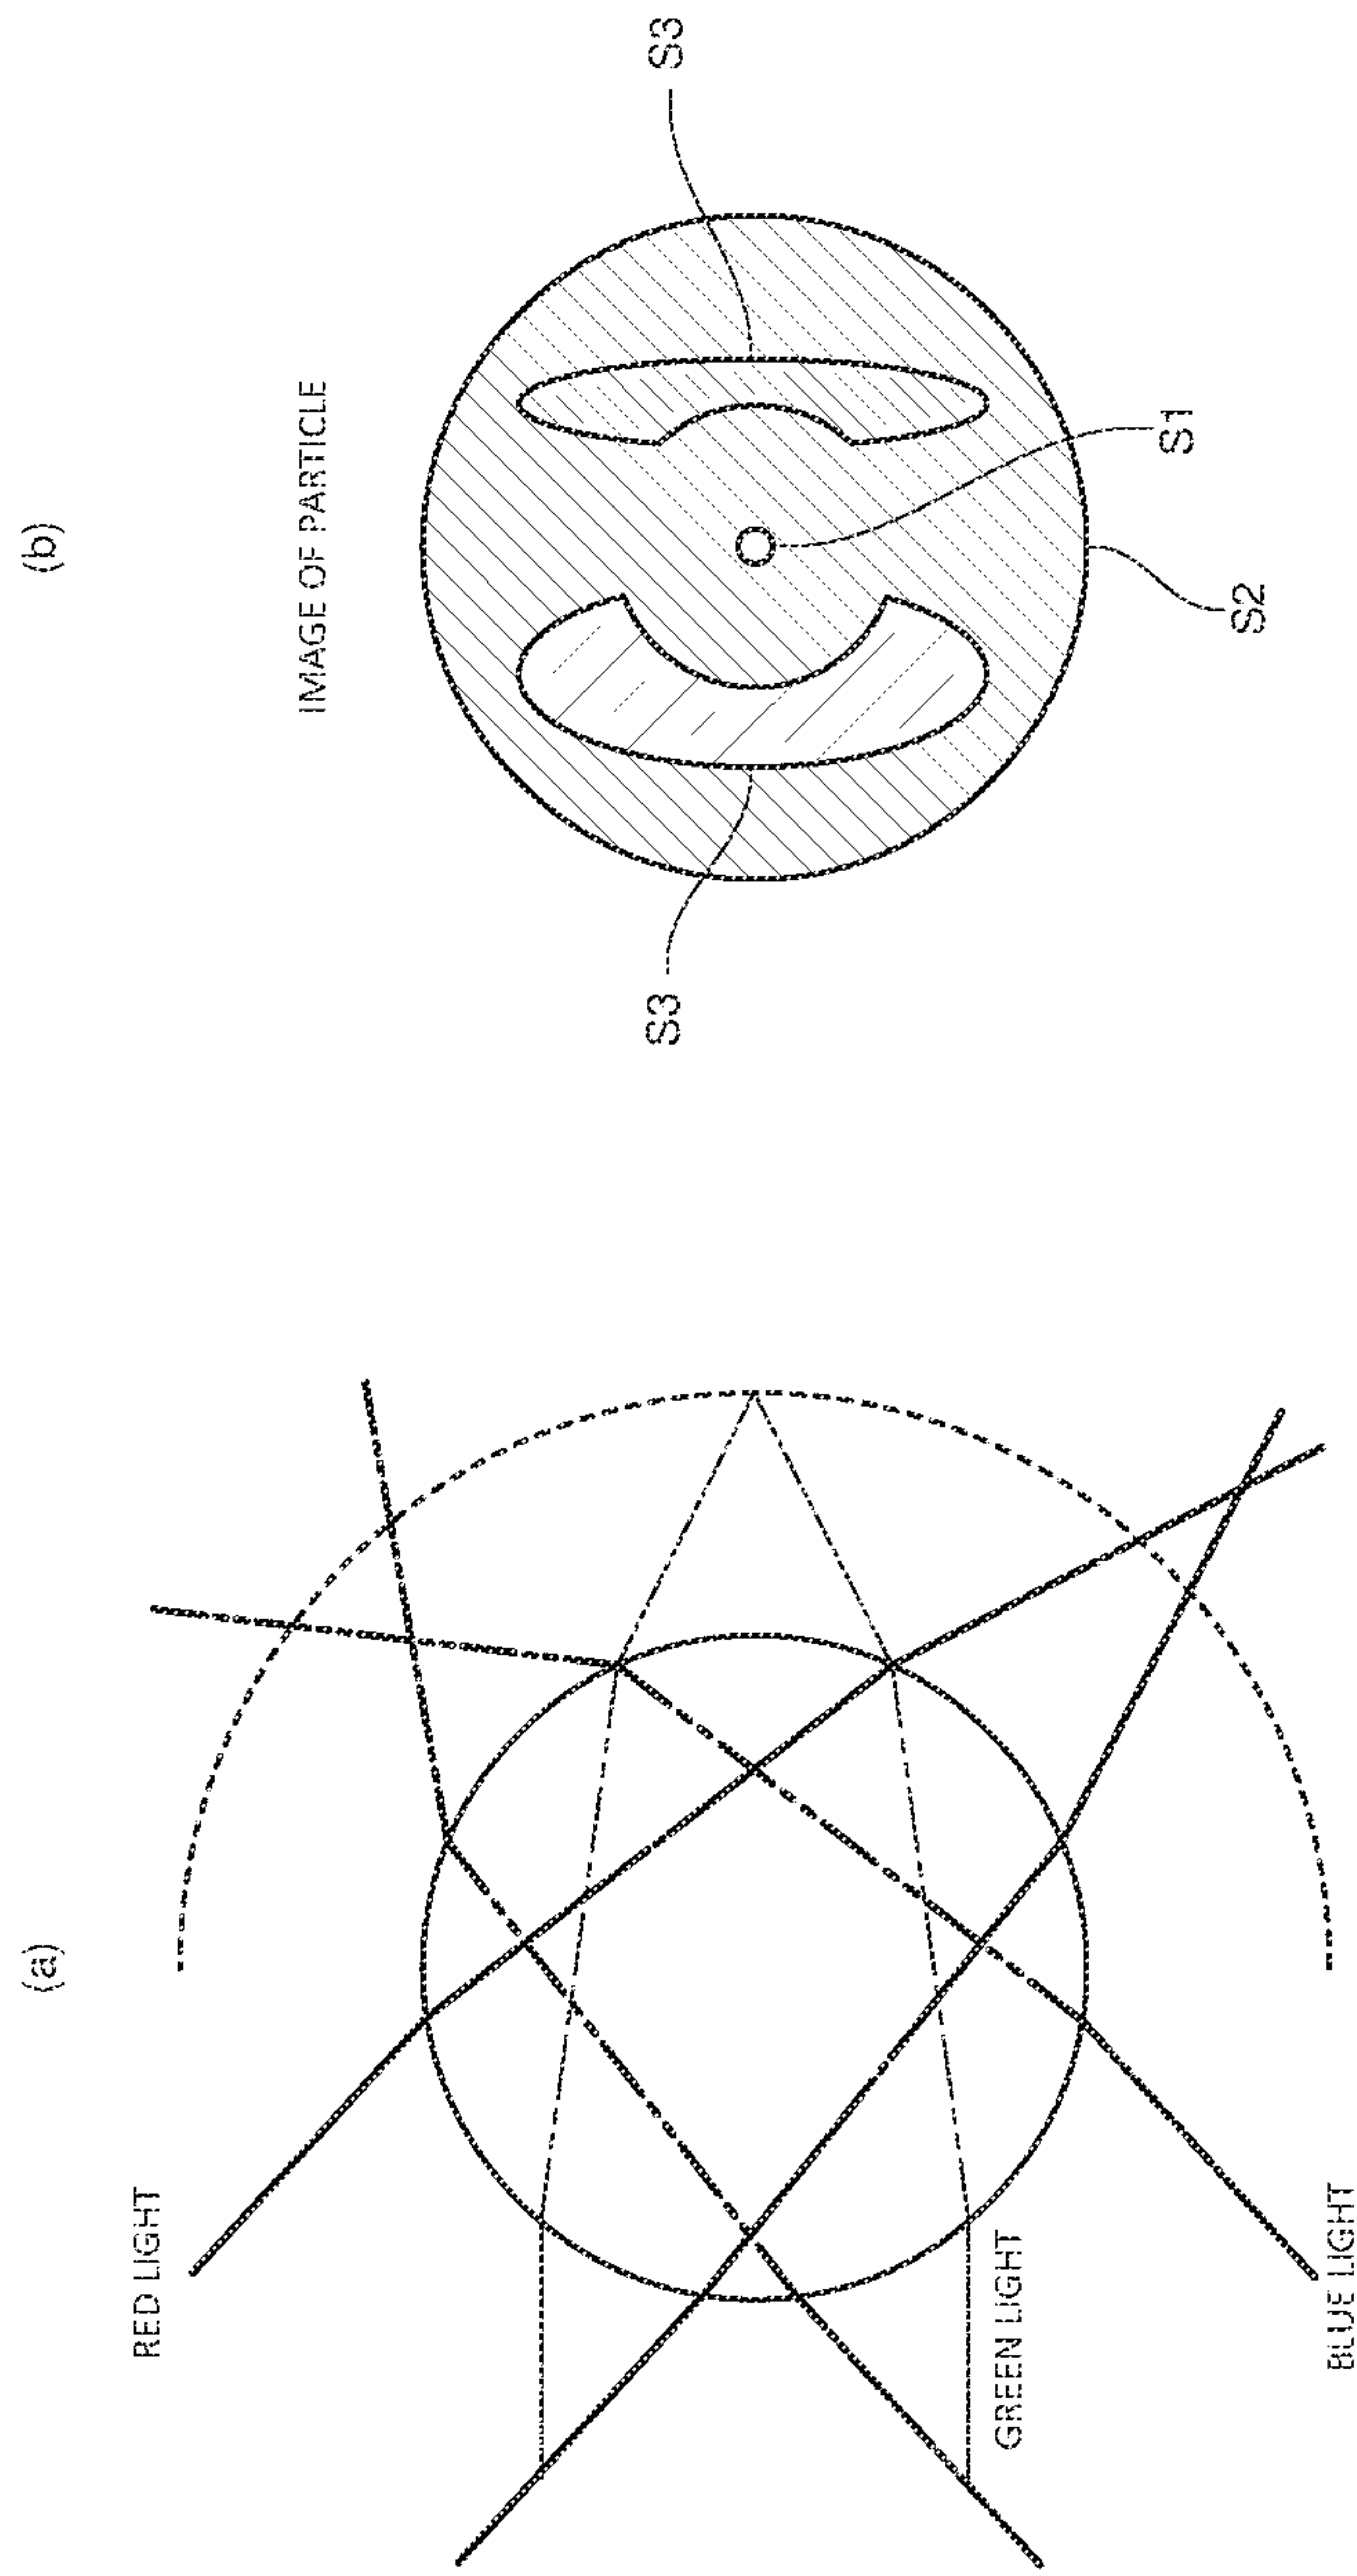 (a)
RED LIGHT
GREEN LIGHT
BLUE LIGHT
(b)
IMAGE OF PARTICLE
S3
S3
S1
S2